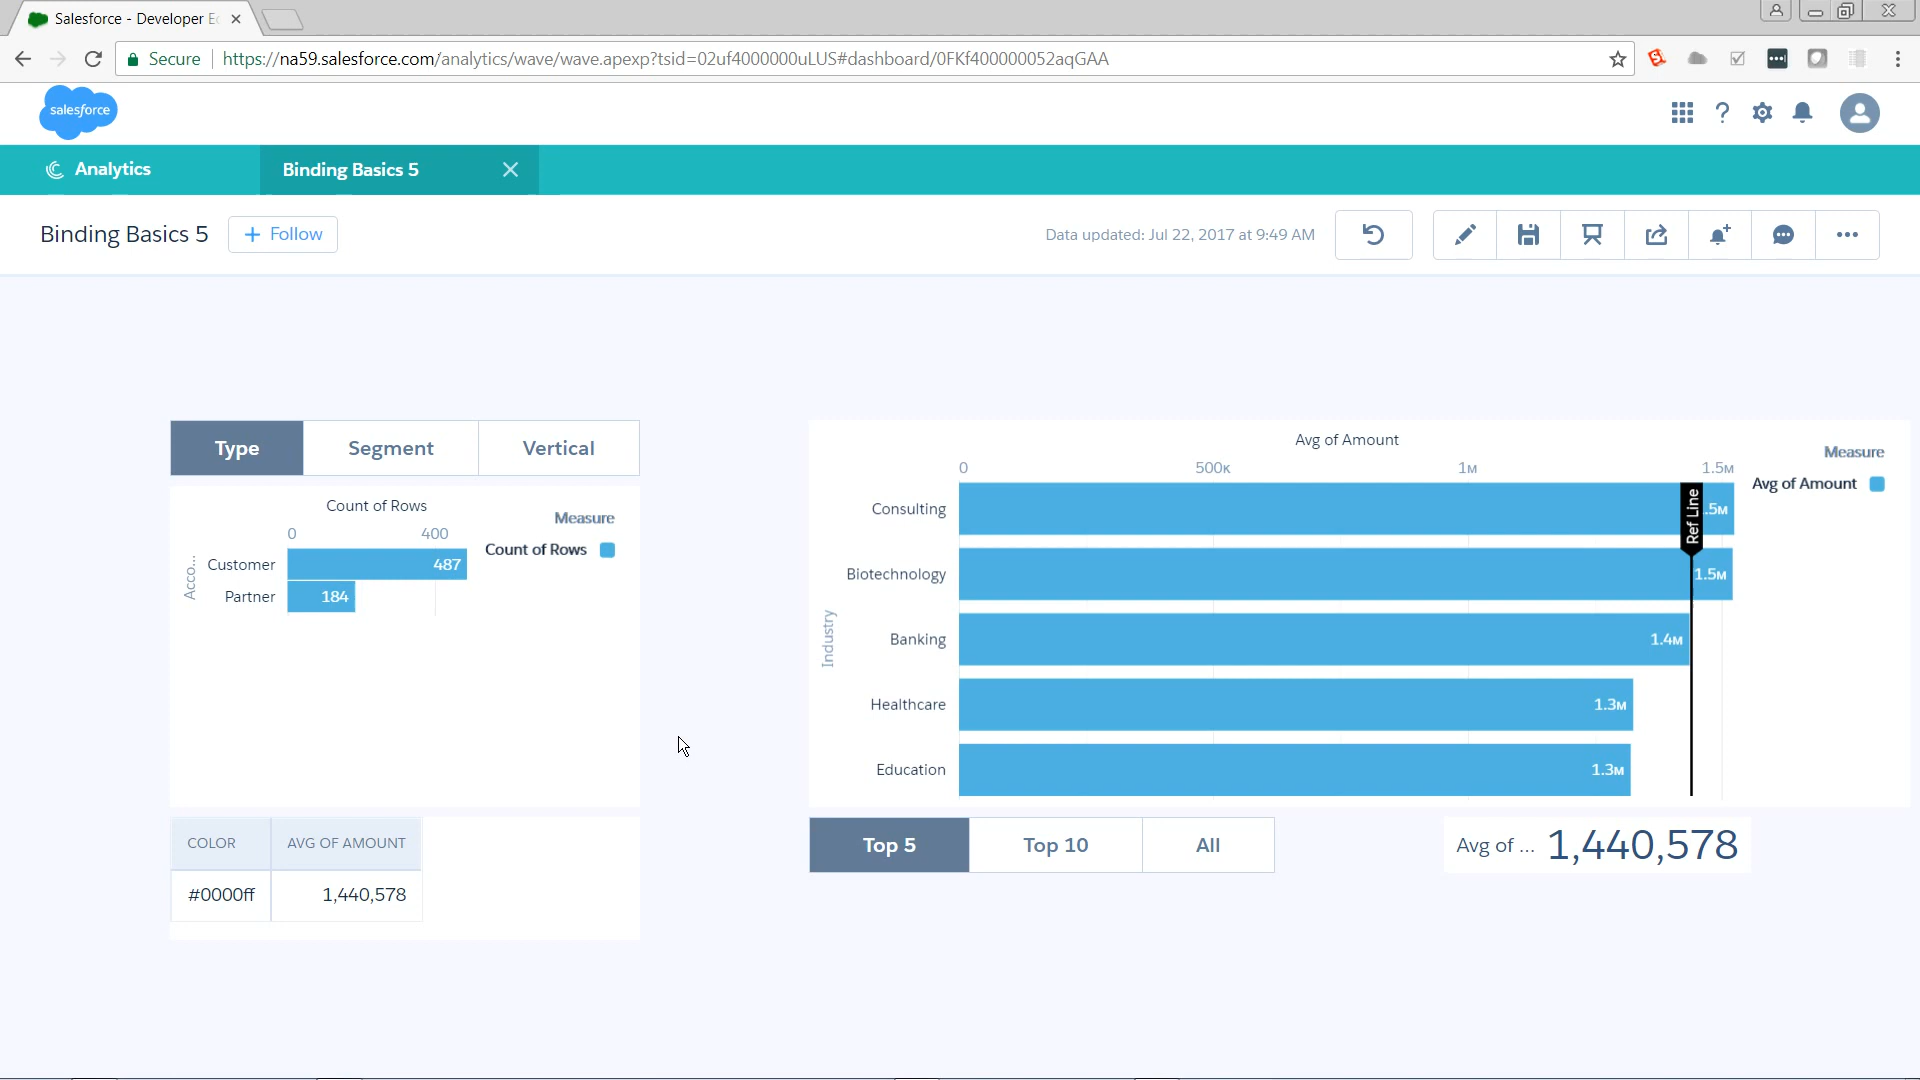 Salesforce - Developer Ed
Secure
https://na59.salesforce.com/analytics/wave/wave.apexp?tsid=02uf4000000uLUS#dashboard/0FKf400000052aqGAA
salesforce
Analytics
Binding Basics 5
Binding Basics 5
+ Follow
Data updated: Jul 22, 2017 at 9:49 AM
Type
Segment
Vertical
Count of Rows
0
400
Measure
Count of Rows
Acco...
Customer
487
Partner
184
COLOR
AVG OF AMOUNT
#0000ff
1,440,578
Avg of Amount
0
500K
1M
1.5M
Measure
Avg of Amount
Industry
Ref Line
Consulting
.5M
Biotechnology
1.5M
Banking
1.4M
Healthcare
1.3M
Education
1.3M
Top 5
Top 10
All
Avg of ...
1,440,578